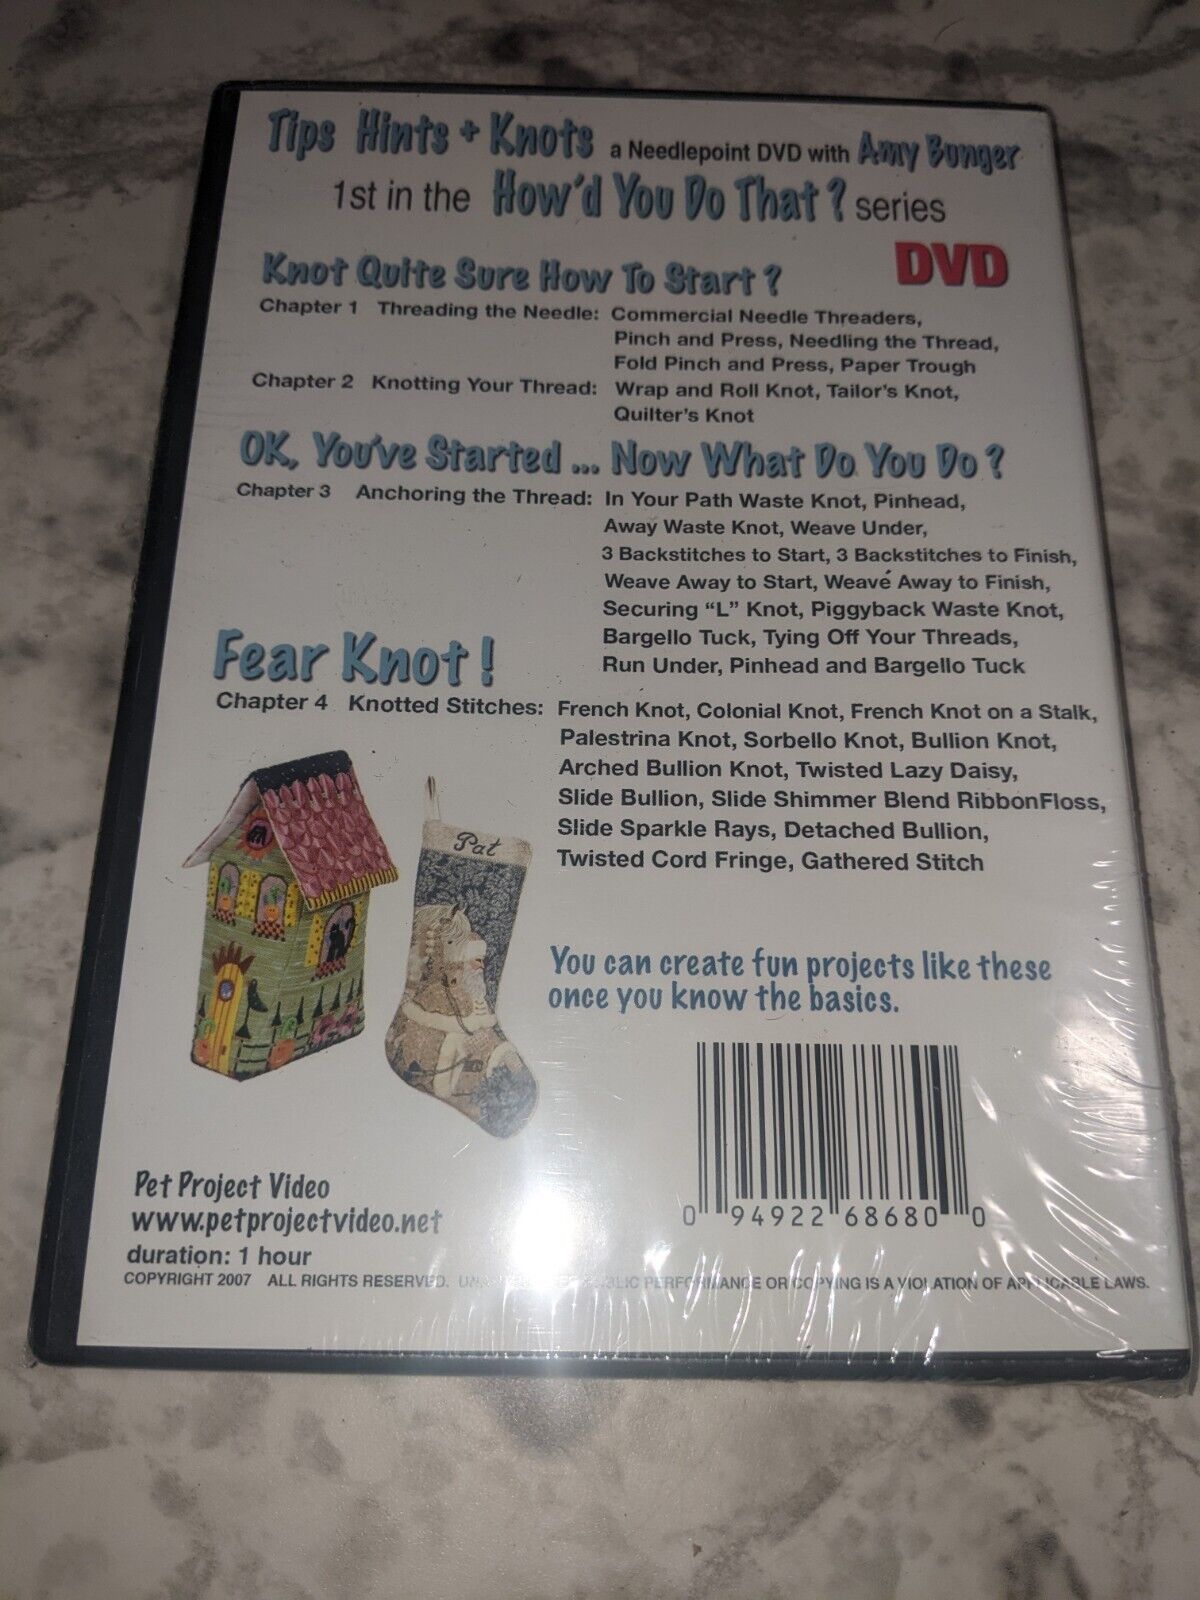 Tips Hints + Knots a Needlepoint DVD with Amy Bunger
1st in the How'd You Do That? series
DVD
Knot Quite Sure How To Start?
Chapter 1 Threading the Needle: Commercial Needle Threaders,
Pinch and Press, Needling the Thread,
Fold Pinch and Press, Paper Trough
Chapter 2 Knotting Your Thread: Wrap and Roll Knot, Tailor's Knot,
Quilter's Knot
OK, You've Started ... Now What Do You Do?
Chapter 3 Anchoring the Thread: In Your Path Waste Knot, Pinhead,
Away Waste Knot, Weave Under,
3 Backstitches to Start, 3 Backstitches to Finish,
Weave Away to Start, Weave Away to Finish,
Securing “L” Knot, Piggyback Waste Knot,
Bargello Tuck, Tying Off Your Threads,
Run Under, Pinhead and Bargello Tuck
Fear Knot!
Chapter 4 Knotted Stitches: French Knot, Colonial Knot, French Knot on a Stalk,
Palestrina Knot, Sorbello Knot, Bullion Knot,
Arched Bullion Knot, Twisted Lazy Daisy,
Slide Bullion, Slide Shimmer Blend RibbonFloss,
Slide Sparkle Rays, Detached Bullion,
Twisted Cord Fringe, Gathered Stitch
Pat
You can create fun projects like these
once you know the basics.
Pet Project Video
www.petprojectvideo.net
duration: 1 hour
0 94922 68680 0
COPYRIGHT 2007 ALL RIGHTS RESERVED. PERFORMANCE OR COPYING IS A VIOLATION OF APPLICABLE LAWS.